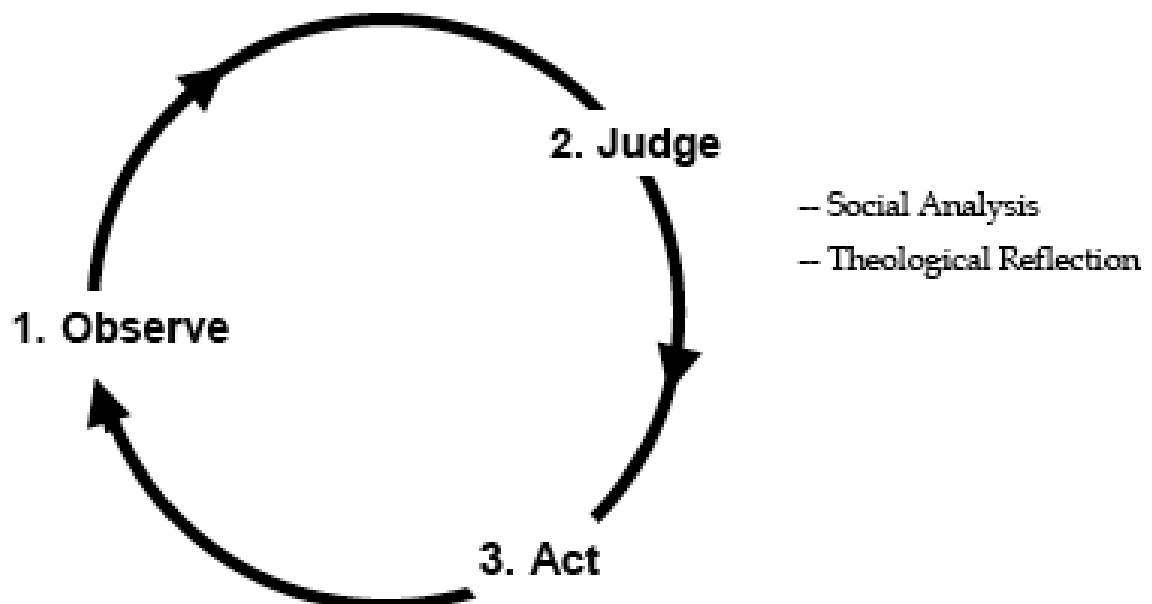 2. Judge
– Social Analysis
– Theological Reflection
1. Observe
3. Act